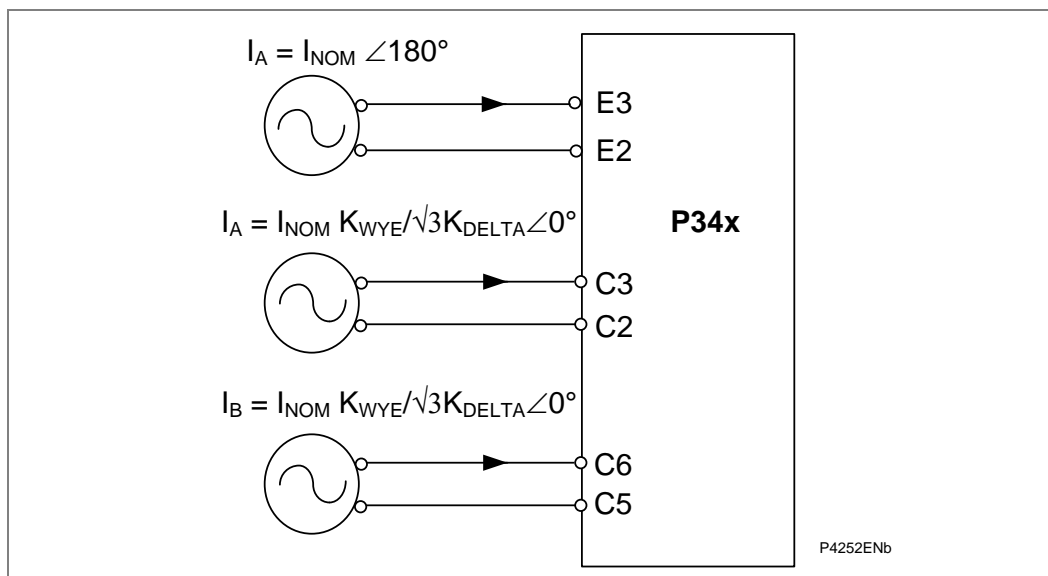 I_A = I_NOM ∠180°
E3
E2
P34x
I_A = I_NOM K_WYE/√3K_DELTA∠0°
C3
C2
I_B = I_NOM K_WYE/√3K_DELTA∠0°
C6
C5
P4252ENb